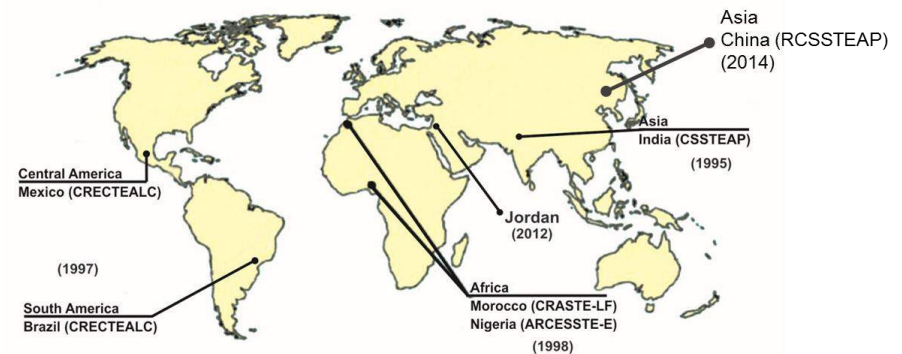 Asia
China (RCSSTEAP)
(2014)
Asia
India (CSSTEAP)
(1995)
Central America
Mexico (CRECTEALC)
Jordan
(2012)
(1997)
South America
Brazil (CRECTEALC)
Africa
Morocco (CRASTE-LF)
Nigeria (ARCESSTE-E)
(1998)